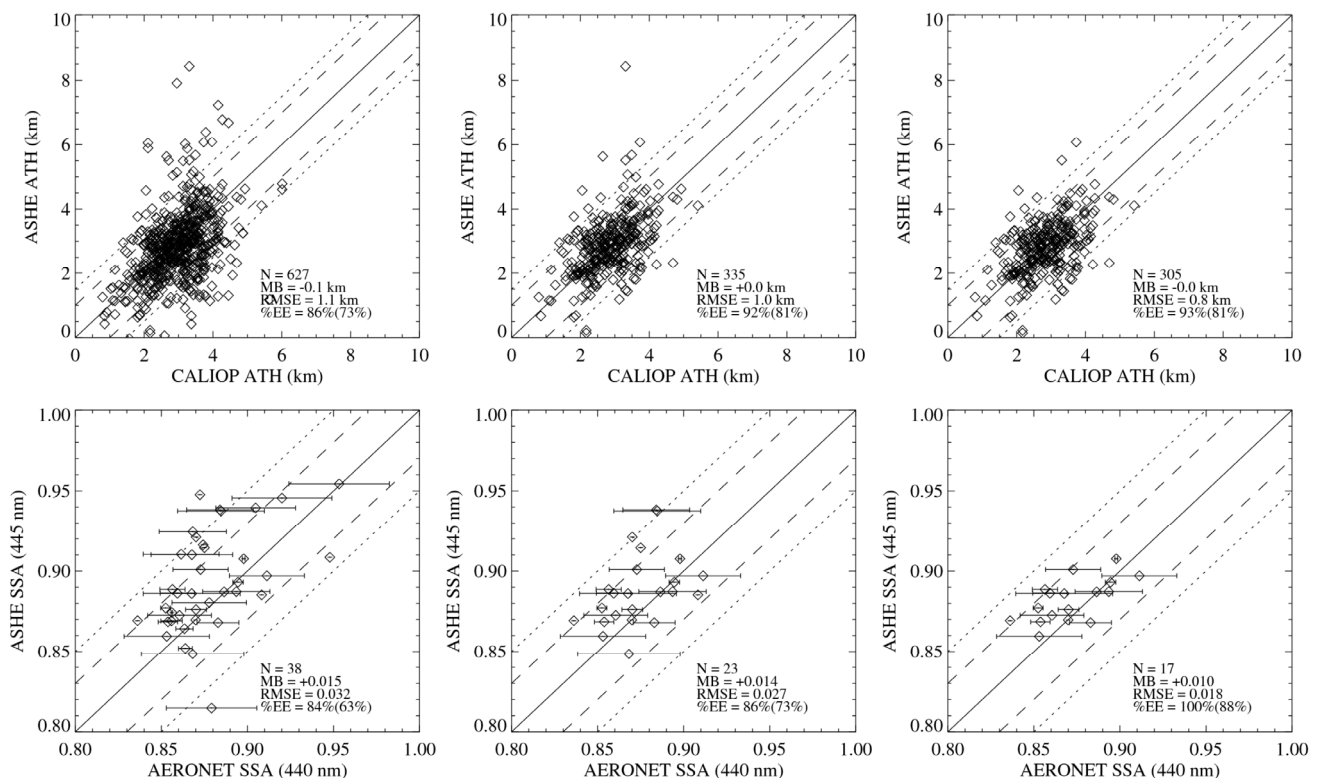 10
8
6
4
2
0
ASHE ATH (km)
N = 627
MB = -0.1 km
RMSE = 1.1 km
%EE = 86%(73%)
0 2 4 6 8 10
CALIOP ATH (km)
10
8
6
4
2
0
ASHE ATH (km)
N = 335
MB = +0.0 km
RMSE = 1.0 km
%EE = 92%(81%)
0 2 4 6 8 10
CALIOP ATH (km)
10
8
6
4
2
0
ASHE ATH (km)
N = 305
MB = -0.0 km
RMSE = 0.8 km
%EE = 93%(81%)
0 2 4 6 8 10
CALIOP ATH (km)
1.00
0.95
0.90
0.85
0.80
ASHE SSA (445 nm)
N = 38
MB = +0.015
RMSE = 0.032
%EE = 84%(63%)
0.80 0.85 0.90 0.95 1.00
AERONET SSA (440 nm)
1.00
0.95
0.90
0.85
0.80
ASHE SSA (445 nm)
N = 23
MB = +0.014
RMSE = 0.027
%EE = 86%(73%)
0.80 0.85 0.90 0.95 1.00
AERONET SSA (440 nm)
1.00
0.95
0.90
0.85
0.80
ASHE SSA (445 nm)
N = 17
MB = +0.010
RMSE = 0.018
%EE = 100%(88%)
0.80 0.85 0.90 0.95 1.00
AERONET SSA (440 nm)